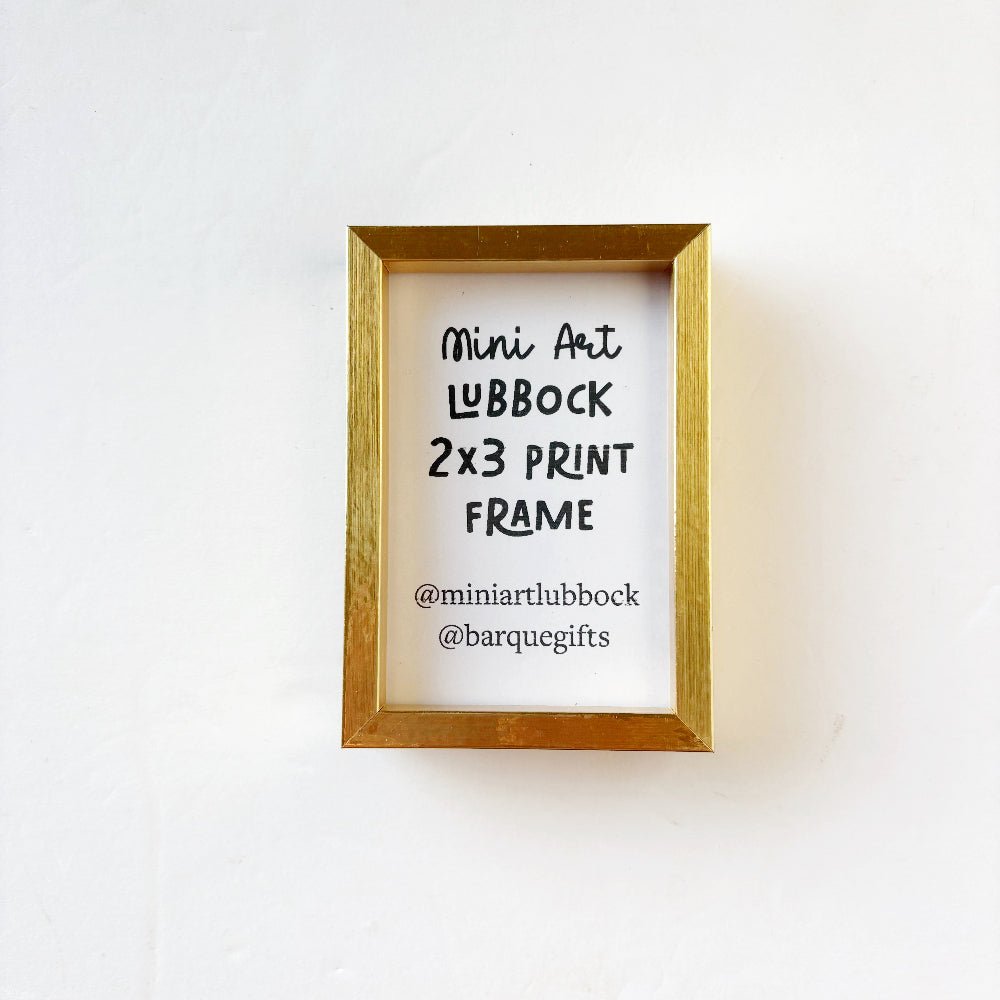 Mini Art
LUBBOCK
2x3 PRINT
FRAME
@miniartlubbock
@barquegifts